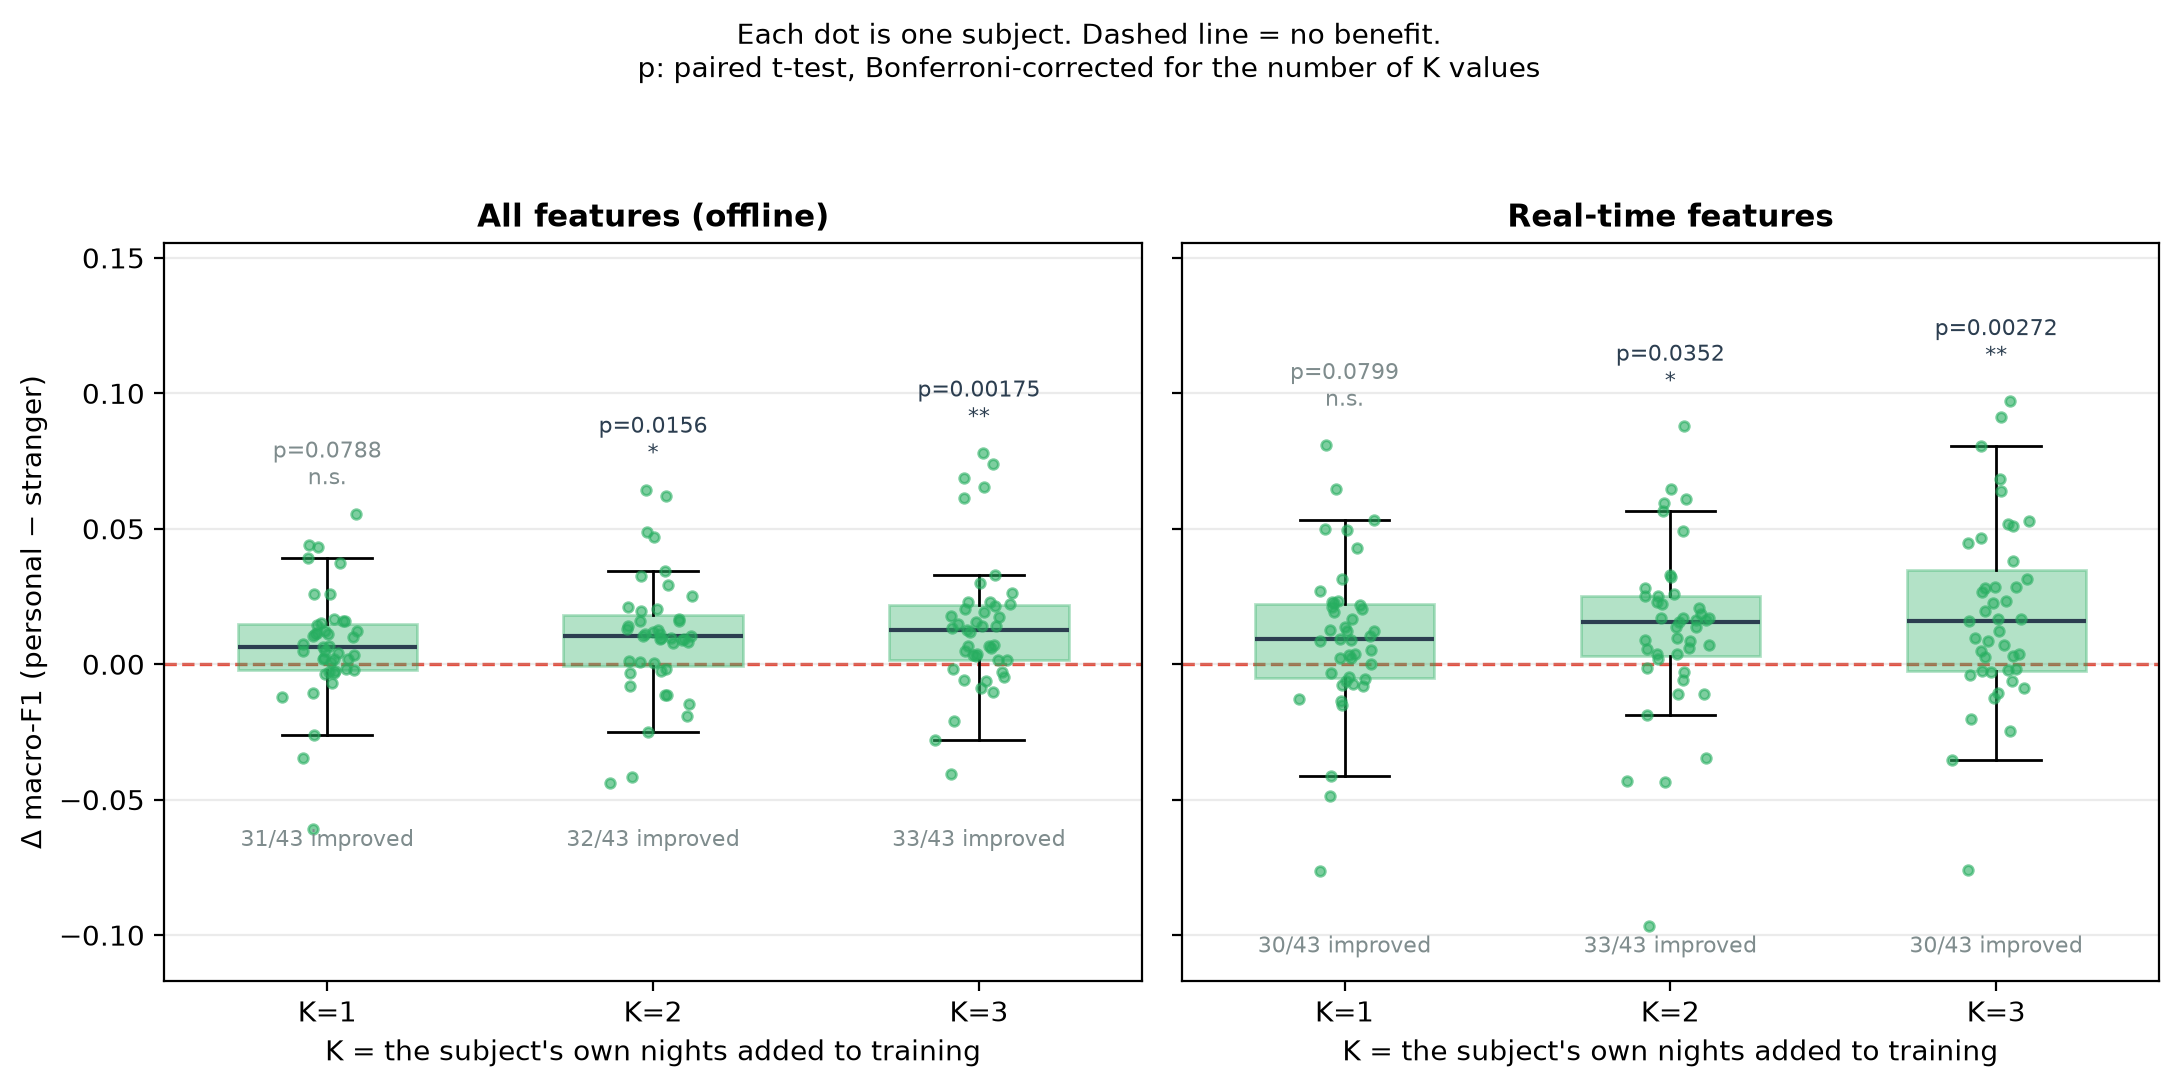 Each dot is one subject. Dashed line = no benefit.
p: paired t-test, Bonferroni-corrected for the number of K values
All features (offline)
Δ macro-F1 (personal − stranger)
0.15
0.10
0.05
0.00
−0.05
−0.10
p=0.0788
n.s.
p=0.0156
*
p=0.00175
**
31/43 improved
32/43 improved
33/43 improved
K=1
K=2
K=3
K = the subject's own nights added to training
Real-time features
p=0.0799
n.s.
p=0.0352
*
p=0.00272
**
30/43 improved
33/43 improved
30/43 improved
K=1
K=2
K=3
K = the subject's own nights added to training